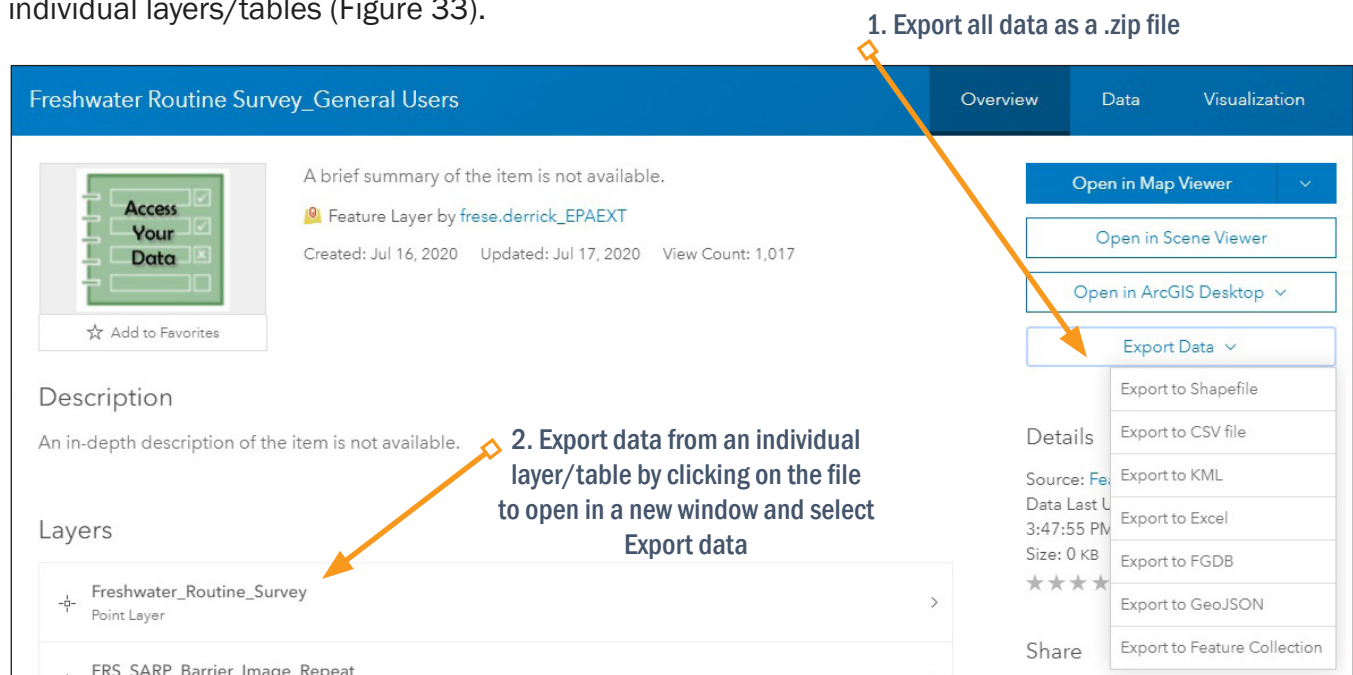 individual layers/tables (Figure 33).
1. Export all data as a .zip file
Freshwater Routine Survey_General Users
Overview
Data
Visualization
Access
Your
Data
Add to Favorites
A brief summary of the item is not available.
Feature Layer by frese.derrick_EPAEXT
Created: Jul 16, 2020 Updated: Jul 17, 2020 View Count: 1,017
Open in Map Viewer
Open in Scene Viewer
Open in ArcGIS Desktop
Export Data
Export to Shapefile
Export to CSV file
Export to KML
Export to Excel
Export to FGDB
Export to GeoJSON
Export to Feature Collection
Description
An in-depth description of the item is not available.
2. Export data from an individual
layer/table by clicking on the file
to open in a new window and select
Export data
Details
Source:
Data Last
3:47:55 PM
Size: 0 KB
Layers
Freshwater_Routine_Survey
Point Layer
FRS_SARP_Barrier_Image_Repeat
Share